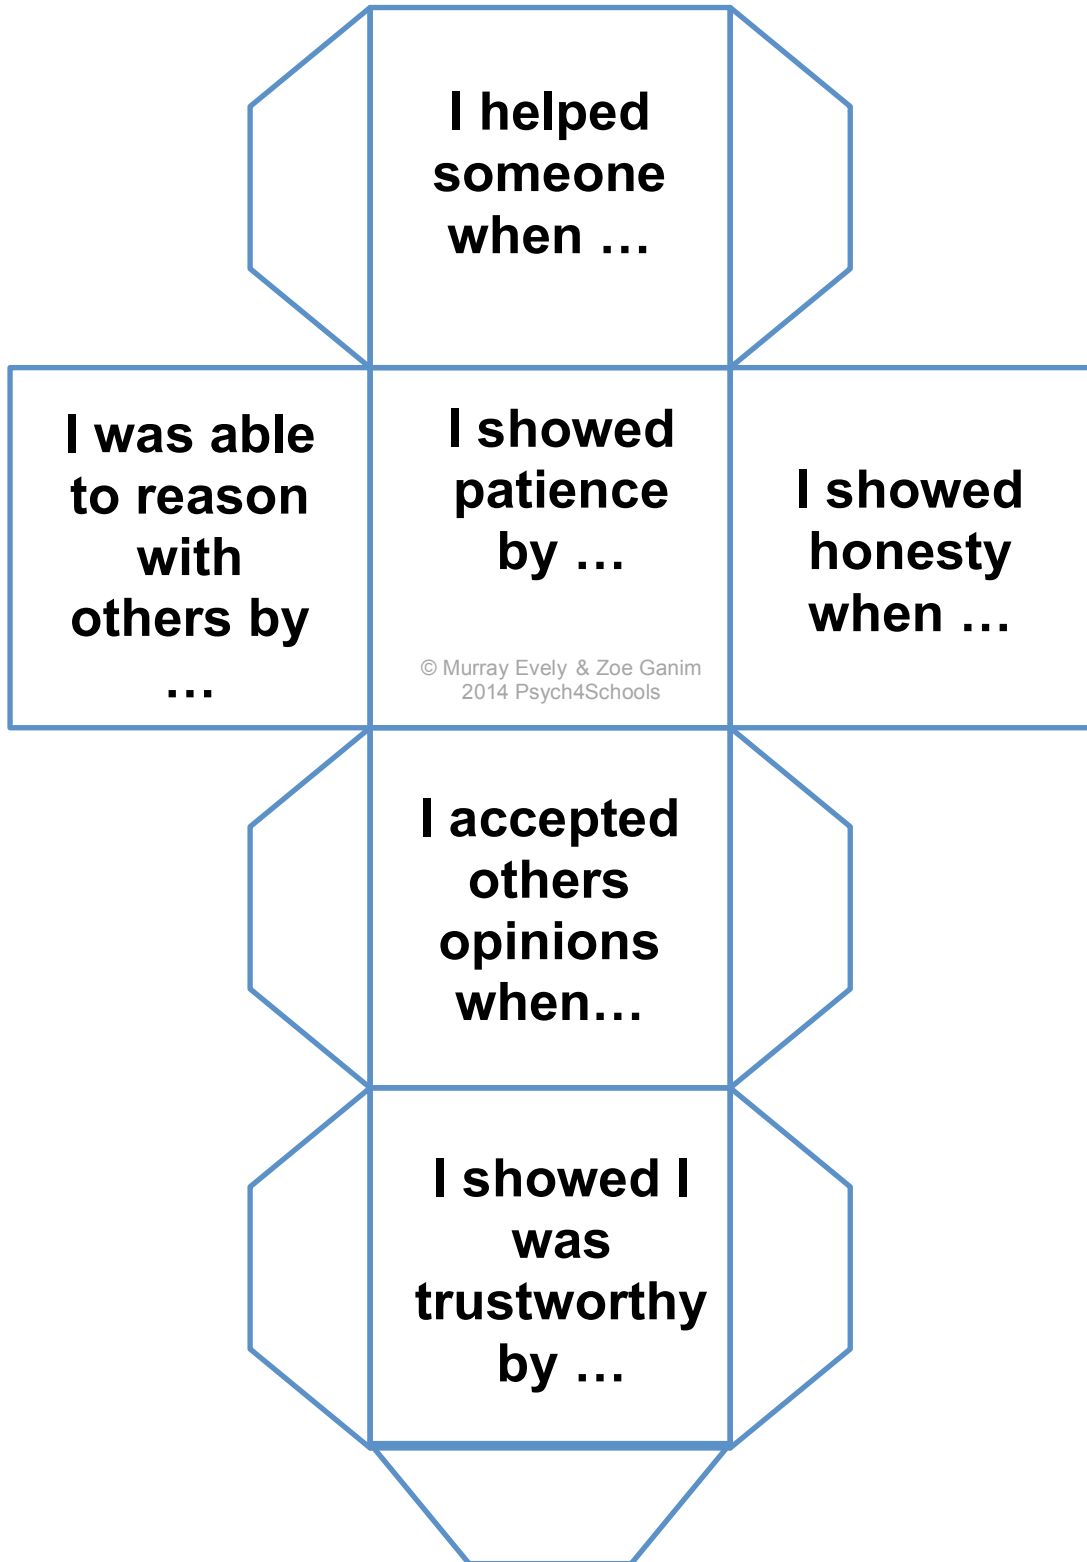 I helped
someone
when …
I was able
to reason
with
others by
…
I showed
patience
by …
© Murray Evely & Zoe Ganim
2014 Psych4Schools
I showed
honesty
when …
I accepted
others
opinions
when…
I showed I
was
trustworthy
by …